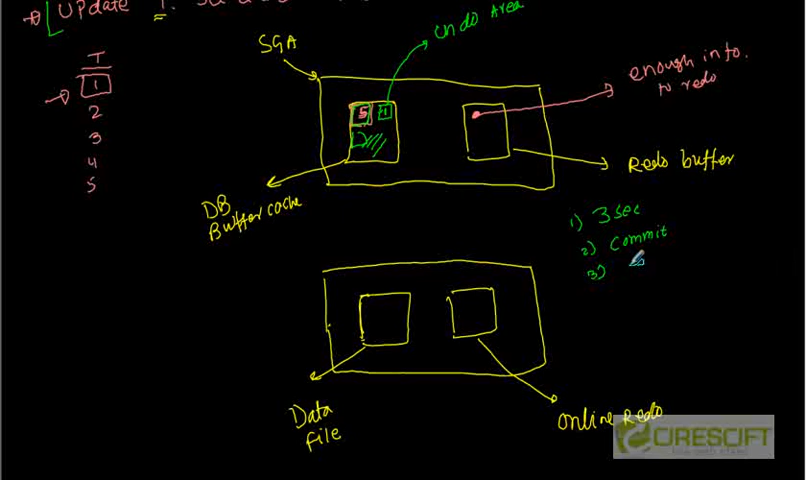 Update T.
SGA
Undo Area
T
1
2
3
4
5
5 1
enough info.
to redo
Redo buffer
DB
Buffer cache
1) 3 sec
2) Commit
3)
Data
file
Online Redo
CIRESCIFT